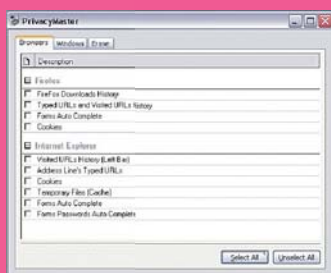 PrivacyMaster
Browsers Windows Erase
Description
Firefox
FireFox Downloads History
Typed URLs and Visited URLs history
Forms Auto Complete
Cookies
Internet Explorer
Visited URLs History (Left Bar)
Address Line's Typed URLs
Cookies
Temporary Files (Cache)
Forms Auto Complete
Forms Passwords Auto Complete
Select All Unselect All